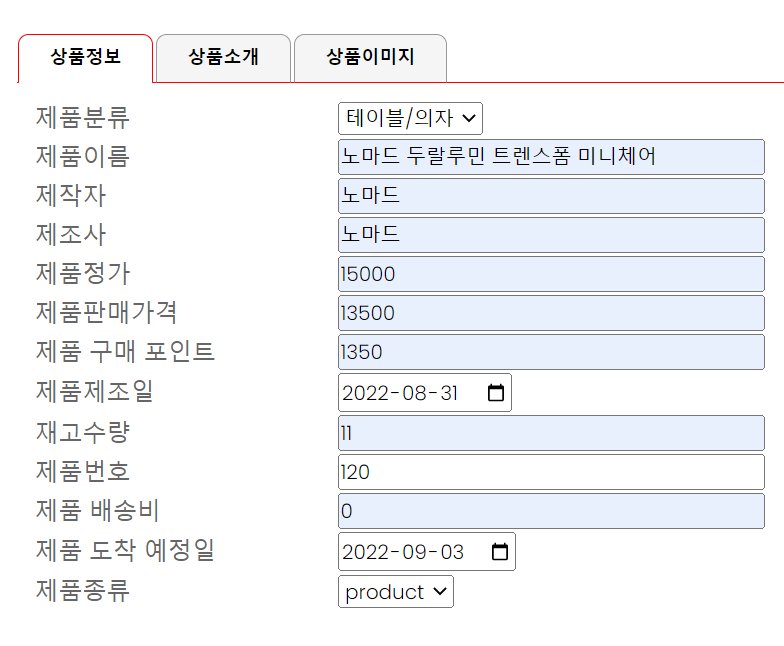 상품정보 상품소개 상품이미지
제품분류 테이블/의자
제품이름 노마드 두랄루민 트렌스폼 미니체어
제작자 노마드
제조사 노마드
제품정가 15000
제품판매가격 13500
제품 구매 포인트 1350
제품제조일 2022-08-31
재고수량 11
제품번호 120
제품 배송비 0
제품 도착 예정일 2022-09-03
제품종류 product